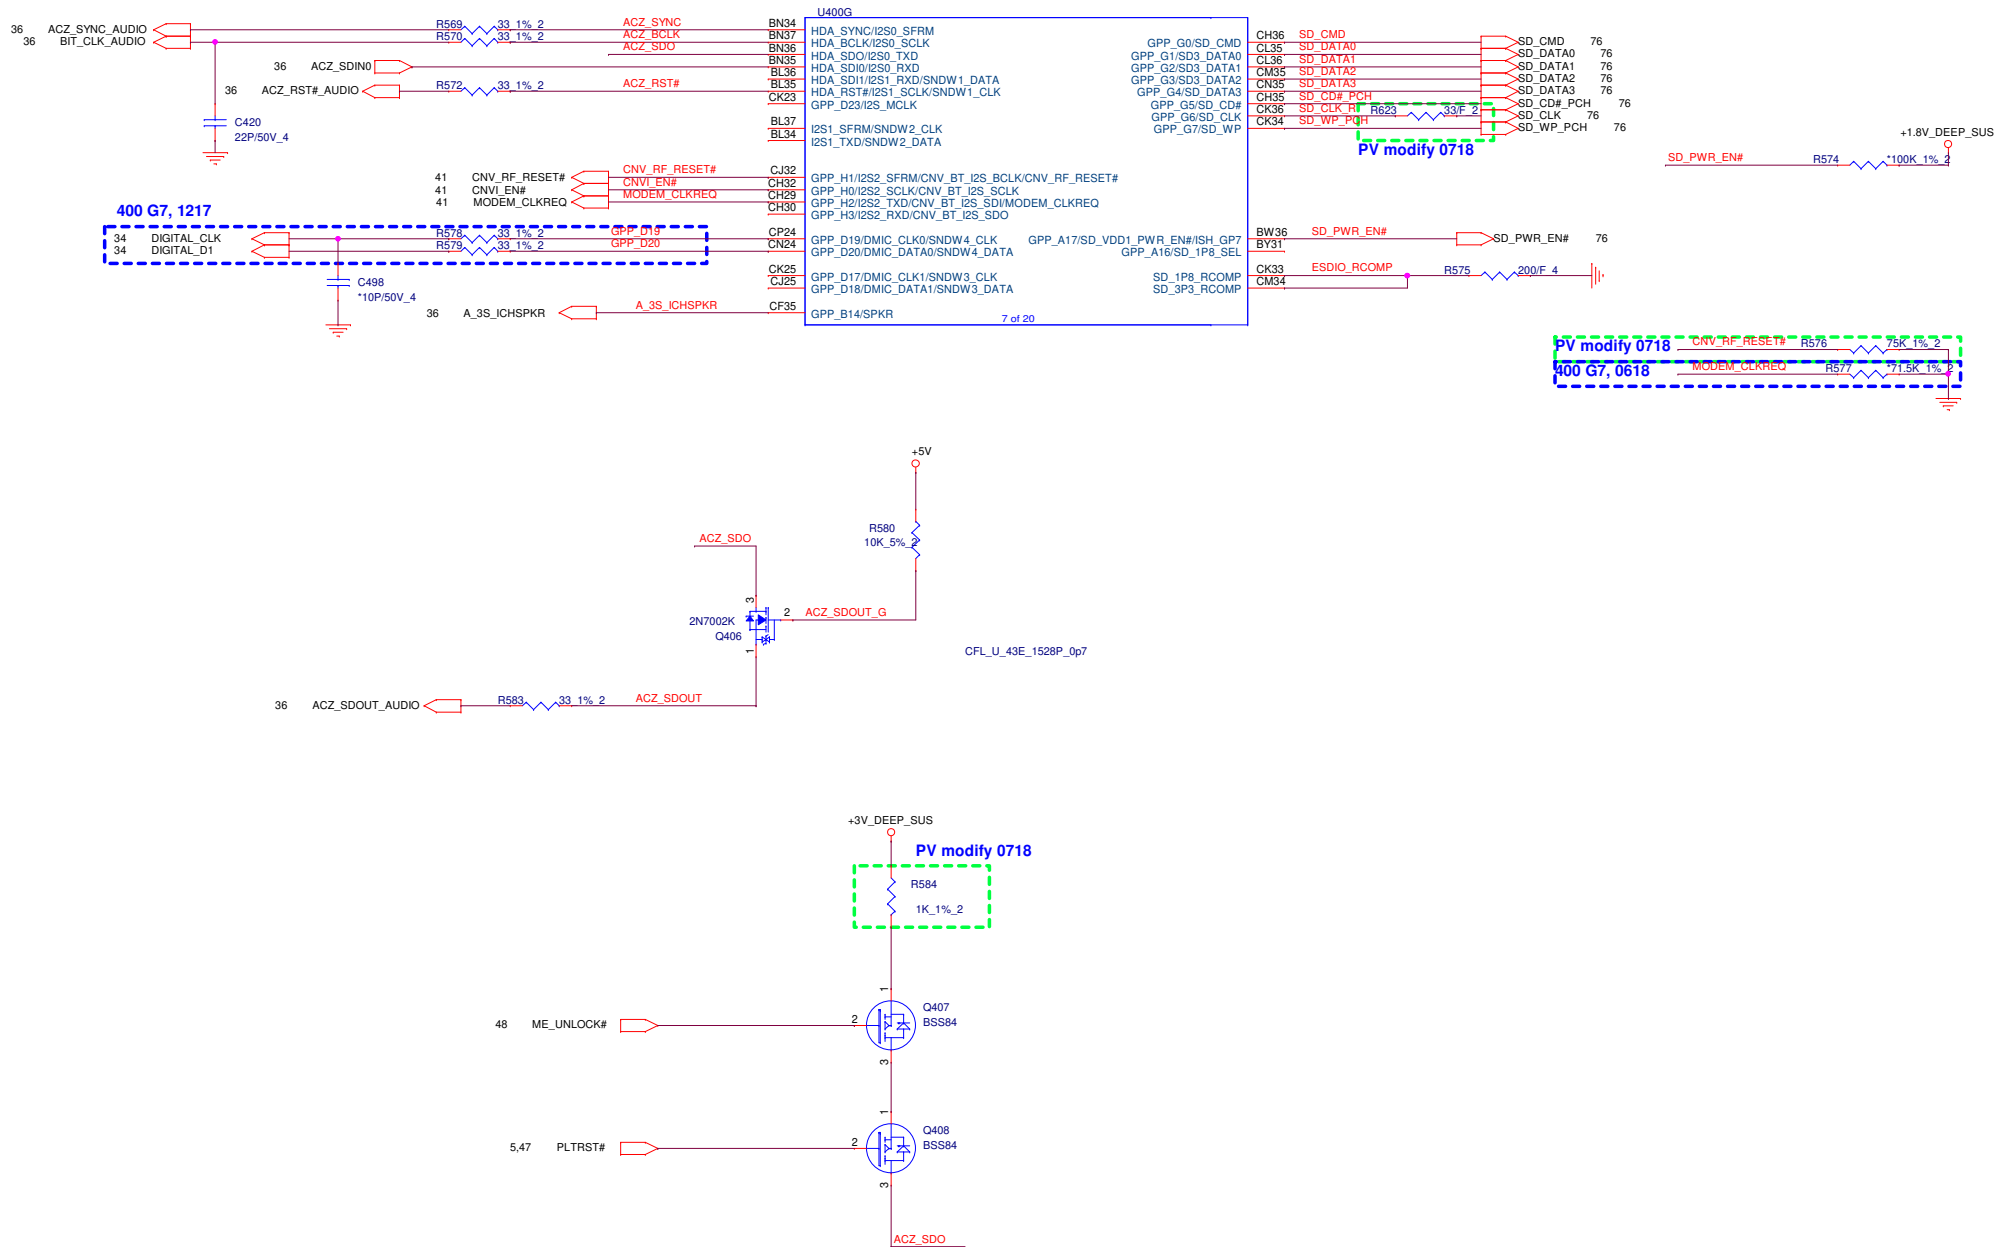 U400G
36 ACZ_SYNC_AUDIO R569 33_1%_2 ACZ_SYNC BN34 HDA_SYNC/I2S0_SFRM
36 BIT_CLK_AUDIO R570 33_1%_2 ACZ_BCLK BN37 HDA_BCLK/I2S0_SCLK
ACZ_SDO BN36 HDA_SDO/I2S0_TXD
36 ACZ_SDIN0 BN35 HDA_SDI0/I2S0_RXD
BL36 HDA_SDI1/I2S1_RXD/SNDW1_DATA
36 ACZ_RST#_AUDIO R572 33_1%_2 ACZ_RST# BL35 HDA_RST#/I2S1_SCLK/SNDW1_CLK
CK23 GPP_D23/I2S_MCLK
C420
22P/50V_4
BL37 I2S1_SFRM/SNDW2_CLK
BL34 I2S1_TXD/SNDW2_DATA
41 CNV_RF_RESET# CNV_RF_RESET# CJ32 GPP_H1/I2S2_SFRM/CNV_BT_I2S_BCLK/CNV_RF_RESET#
41 CNVI_EN# CNVI_EN# CH32 GPP_H0/I2S2_SCLK/CNV_BT_I2S_SCLK
41 MODEM_CLKREQ MODEM_CLKREQ CH29 GPP_H2/I2S2_TXD/CNV_BT_I2S_SDI/MODEM_CLKREQ
CH30 GPP_H3/I2S2_RXD/CNV_BT_I2S_SDO
400 G7, 1217
34 DIGITAL_CLK R578 33_1%_2 GPP_D19 CP24 GPP_D19/DMIC_CLK0/SNDW4_CLK
34 DIGITAL_D1 R579 33_1%_2 GPP_D20 CN24 GPP_D20/DMIC_DATA0/SNDW4_DATA
C498
*10P/50V_4
CK25 GPP_D17/DMIC_CLK1/SNDW3_CLK
CJ25 GPP_D18/DMIC_DATA1/SNDW3_DATA
36 A_3S_ICHSPKR A_3S_ICHSPKR CF35 GPP_B14/SPKR
7 of 20
GPP_G0/SD_CMD CH36 SD_CMD SD_CMD 76
GPP_G1/SD3_DATA0 CL35 SD_DATA0 SD_DATA0 76
GPP_G2/SD3_DATA1 CL36 SD_DATA1 SD_DATA1 76
GPP_G3/SD3_DATA2 CM35 SD_DATA2 SD_DATA2 76
GPP_G4/SD_DATA3 CN35 SD_DATA3 SD_DATA3 76
GPP_G5/SD_CD# CH35 SD_CD#_PCH SD_CD#_PCH 76
GPP_G6/SD_CLK CK36 SD_CLK_R R623 33/F_2 SD_CLK 76
GPP_G7/SD_WP CK34 SD_WP_PCH SD_WP_PCH 76
PV modify 0718
+1.8V_DEEP_SUS
SD_PWR_EN# R574 *100K_1%_2
GPP_A17/SD_VDD1_PWR_EN#/ISH_GP7 BW36 SD_PWR_EN# SD_PWR_EN# 76
GPP_A16/SD_1P8_SEL BY31
SD_1P8_RCOMP CK33 ESDIO_RCOMP R575 200/F_4
SD_3P3_RCOMP CM34
PV modify 0718 CNV_RF_RESET# R576 75K_1%_2
400 G7, 0618 MODEM_CLKREQ R577 *71.5K_1%_2
+5V
R580
10K_5%_2
ACZ_SDO
3
2 ACZ_SDOUT_G
2N7002K
Q406
1
CFL_U_43E_1528P_0p7
36 ACZ_SDOUT_AUDIO R583 33_1%_2 ACZ_SDOUT
+3V_DEEP_SUS
PV modify 0718
R584
1K_1%_2
1
Q407
48 ME_UNLOCK# 2 BSS84
3
1
Q408
5,47 PLTRST# 2 BSS84
3
ACZ_SDO